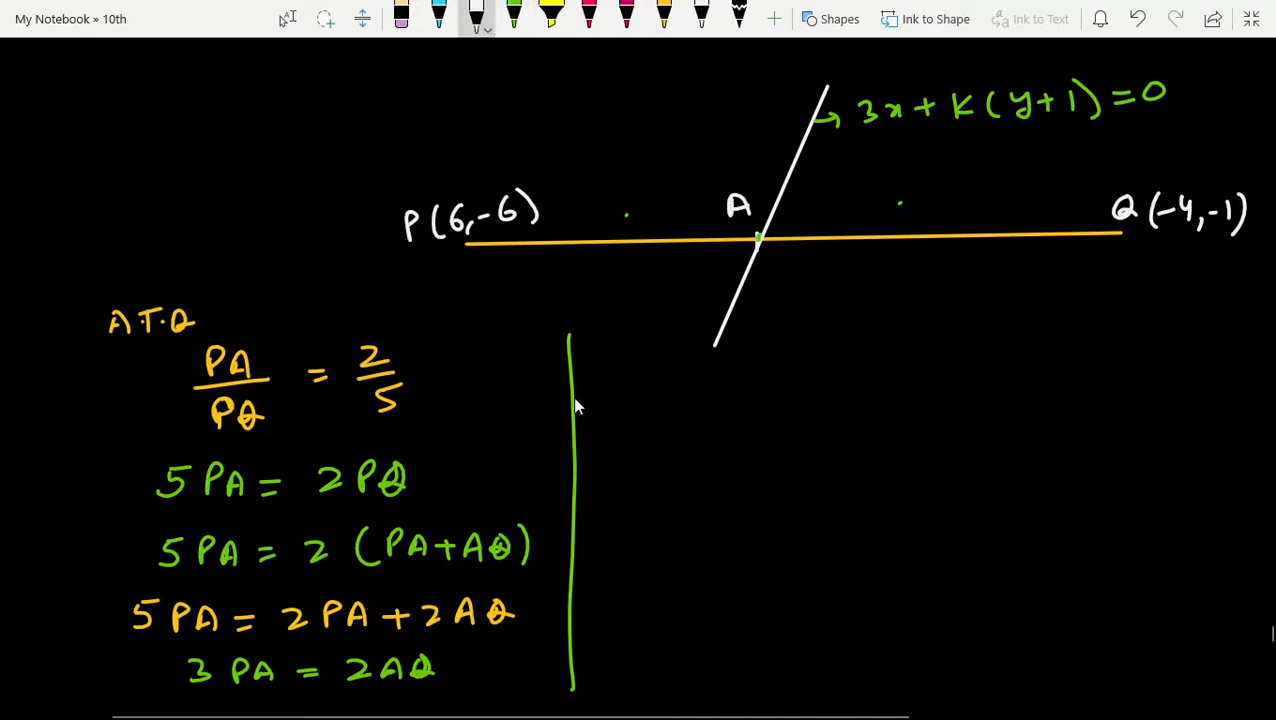 My Notebook » 10th
Shapes
Ink to Shape
Ink to Text
3x + K(y+1) = 0
P(6,-6)
A
Q(-4,-1)
A.T.Q
PA/PQ = 2/5
5PA = 2PQ
5PA = 2(PA+AQ)
5PA = 2PA+2AQ
3PA = 2AQ